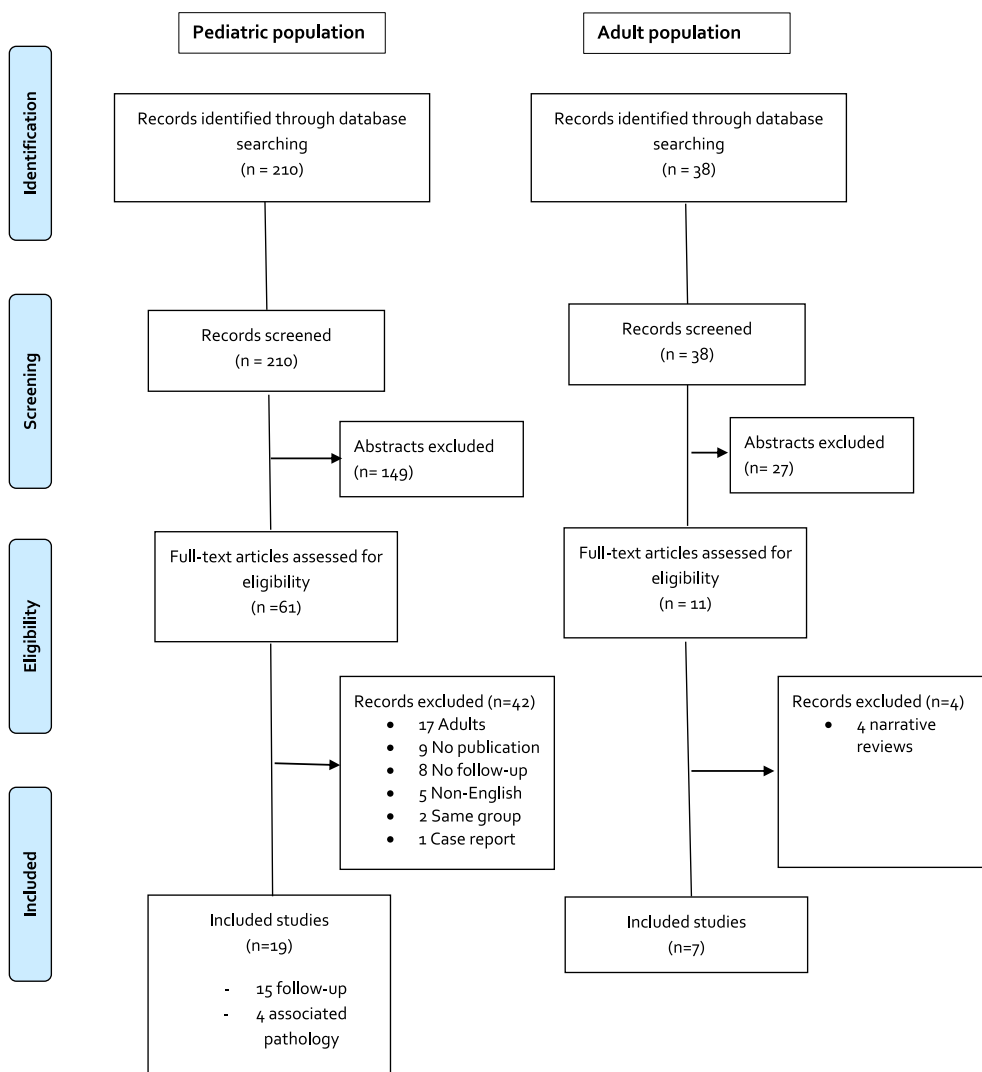 Pediatric population
Adult population
Identification
Records identified through database
searching
(n = 210)
Records identified through database
searching
(n = 38)
Screening
Records screened
(n = 210)
Records screened
(n = 38)
Abstracts excluded
(n= 149)
Abstracts excluded
(n= 27)
Eligibility
Full-text articles assessed for
eligibility
(n =61)
Full-text articles assessed for
eligibility
(n = 11)
Records excluded (n=42)
• 17 Adults
• 9 No publication
• 8 No follow-up
• 5 Non-English
• 2 Same group
• 1 Case report
Records excluded (n=4)
• 4 narrative
reviews
Included
Included studies
(n=19)
- 15 follow-up
- 4 associated
pathology
Included studies
(n=7)